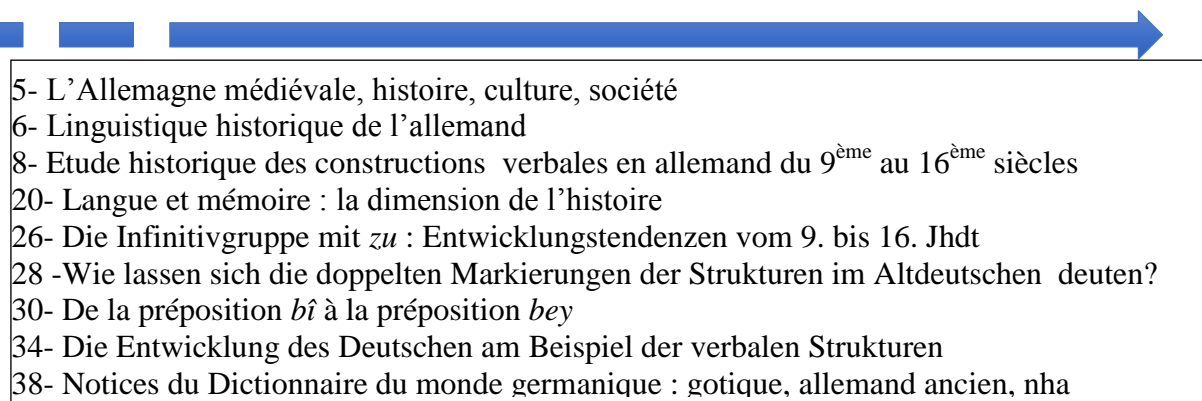 5- L’Allemagne médiévale, histoire, culture, société
6- Linguistique historique de l’allemand
8- Etude historique des constructions  verbales en allemand du 9ème au 16ème siècles
20- Langue et mémoire : la dimension de l’histoire
26- Die Infinitivgruppe mit zu : Entwicklungstendenzen vom 9. bis 16. Jhdt
28 -Wie lassen sich die doppelten Markierungen der Strukturen im Altdeutschen  deuten?
30- De la préposition bî à la préposition bey
34- Die Entwicklung des Deutschen am Beispiel der verbalen Strukturen
38- Notices du Dictionnaire du monde germanique : gotique, allemand ancien, nha